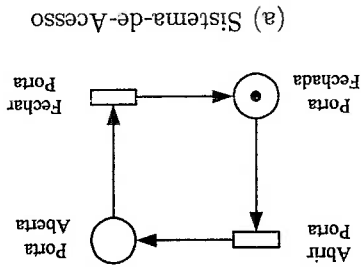 Abrir
Porta
Porta
Aberta
Porta
Fechada
Fechar
Porta
(a) Sistema-de-Acesso